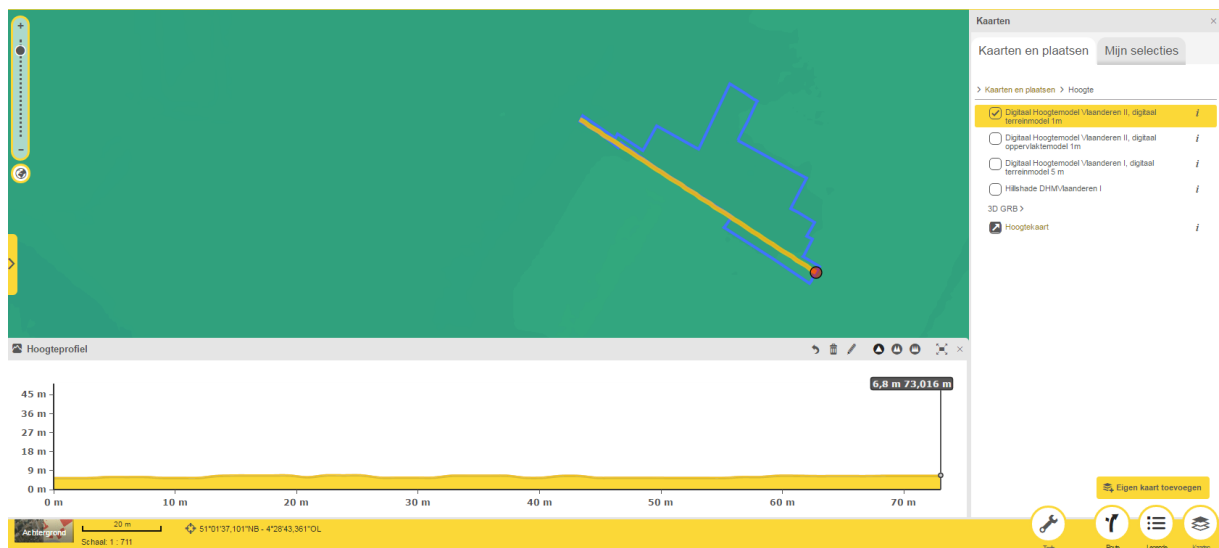 Kaarten
Kaarten en plaatsen
Mijn selecties
> Kaarten en plaatsen > Hoogte
Digitaal Hoogtemodel Vlaanderen II, digitaal
terreinmodel 1m
i
Digitaal Hoogtemodel Vlaanderen II, digitaal
oppervlaktemodel 1m
i
Digitaal Hoogtemodel Vlaanderen I, digitaal
terreinmodel 5 m
i
Hillshade DHMVlaanderen I
i
3D GRB >
Hoogtekaart
i
Hoogteprofiel
6,8 m 73,016 m
45 m
36 m
27 m
18 m
9 m
0 m
0 m 10 m 20 m 30 m 40 m 50 m 60 m 70 m
Eigen kaart toevoegen
Achtergrond
20 m
Schaal: 1 : 711
51°01'37,101"NB - 4°28'43,361"OL
Route
Legende
Kaarten